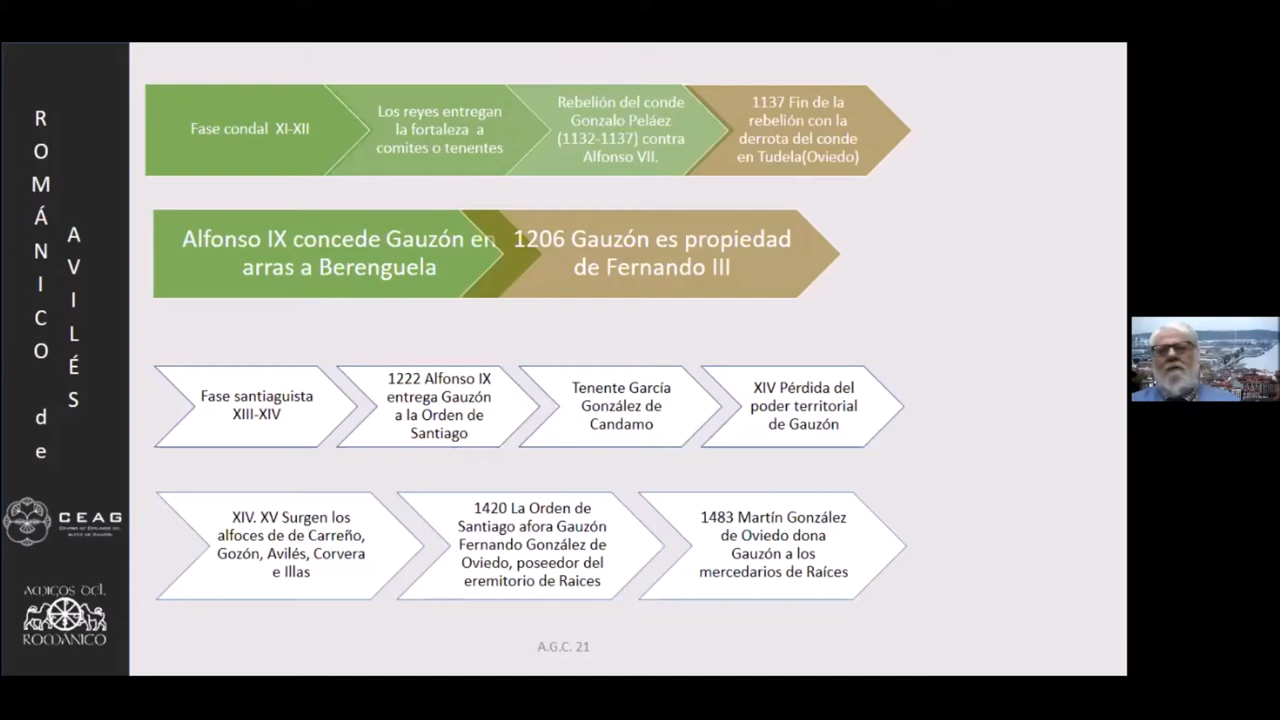 ROMÁNICO de
AVILÉS
Fase condal XI-XII
Los reyes entregan
la fortaleza a
comites o tenentes
Rebelión del conde
Gonzalo Peláez
(1132-1137) contra
Alfonso VII.
1137 Fin de la
rebelión con la
derrota del conde
en Tudela(Oviedo)
Alfonso IX concede Gauzón en
arras a Berenguela
1206 Gauzón es propiedad
de Fernando III
Fase santiaguista
XIII-XIV
1222 Alfonso IX
entrega Gauzón
a la Orden de
Santiago
Tenente García
González de
Candamo
XIV Pérdida del
poder territorial
de Gauzón
XIV. XV Surgen los
alfoces de de Carreño,
Gozón, Avilés, Corvera
e Illas
1420 La Orden de
Santiago afora Gauzón
Fernando González de
Oviedo, poseedor del
eremitorio de Raices
1483 Martín González
de Oviedo dona
Gauzón a los
mercedarios de Raíces
CEAG
AMIGOS DEL
ROMÁNICO
A.G.C. 21